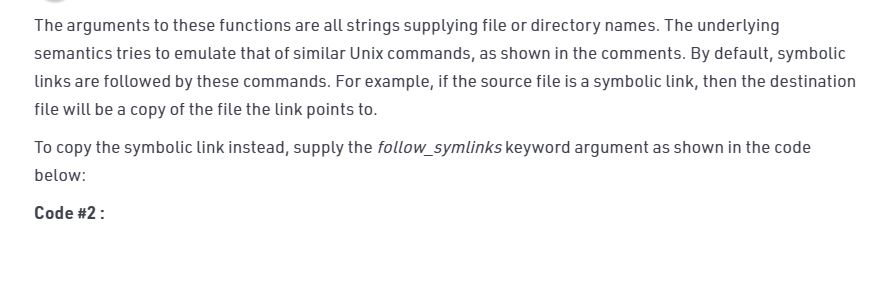 The arguments to these functions are all strings supplying file or directory names. The underlying
semantics tries to emulate that of similar Unix commands, as shown in the comments. By default, symbolic
links are followed by these commands. For example, if the source file is a symbolic link, then the destination
file will be a copy of the file the link points to.
To copy the symbolic link instead, supply the follow_symlinks keyword argument as shown in the code
below:
Code #2 :